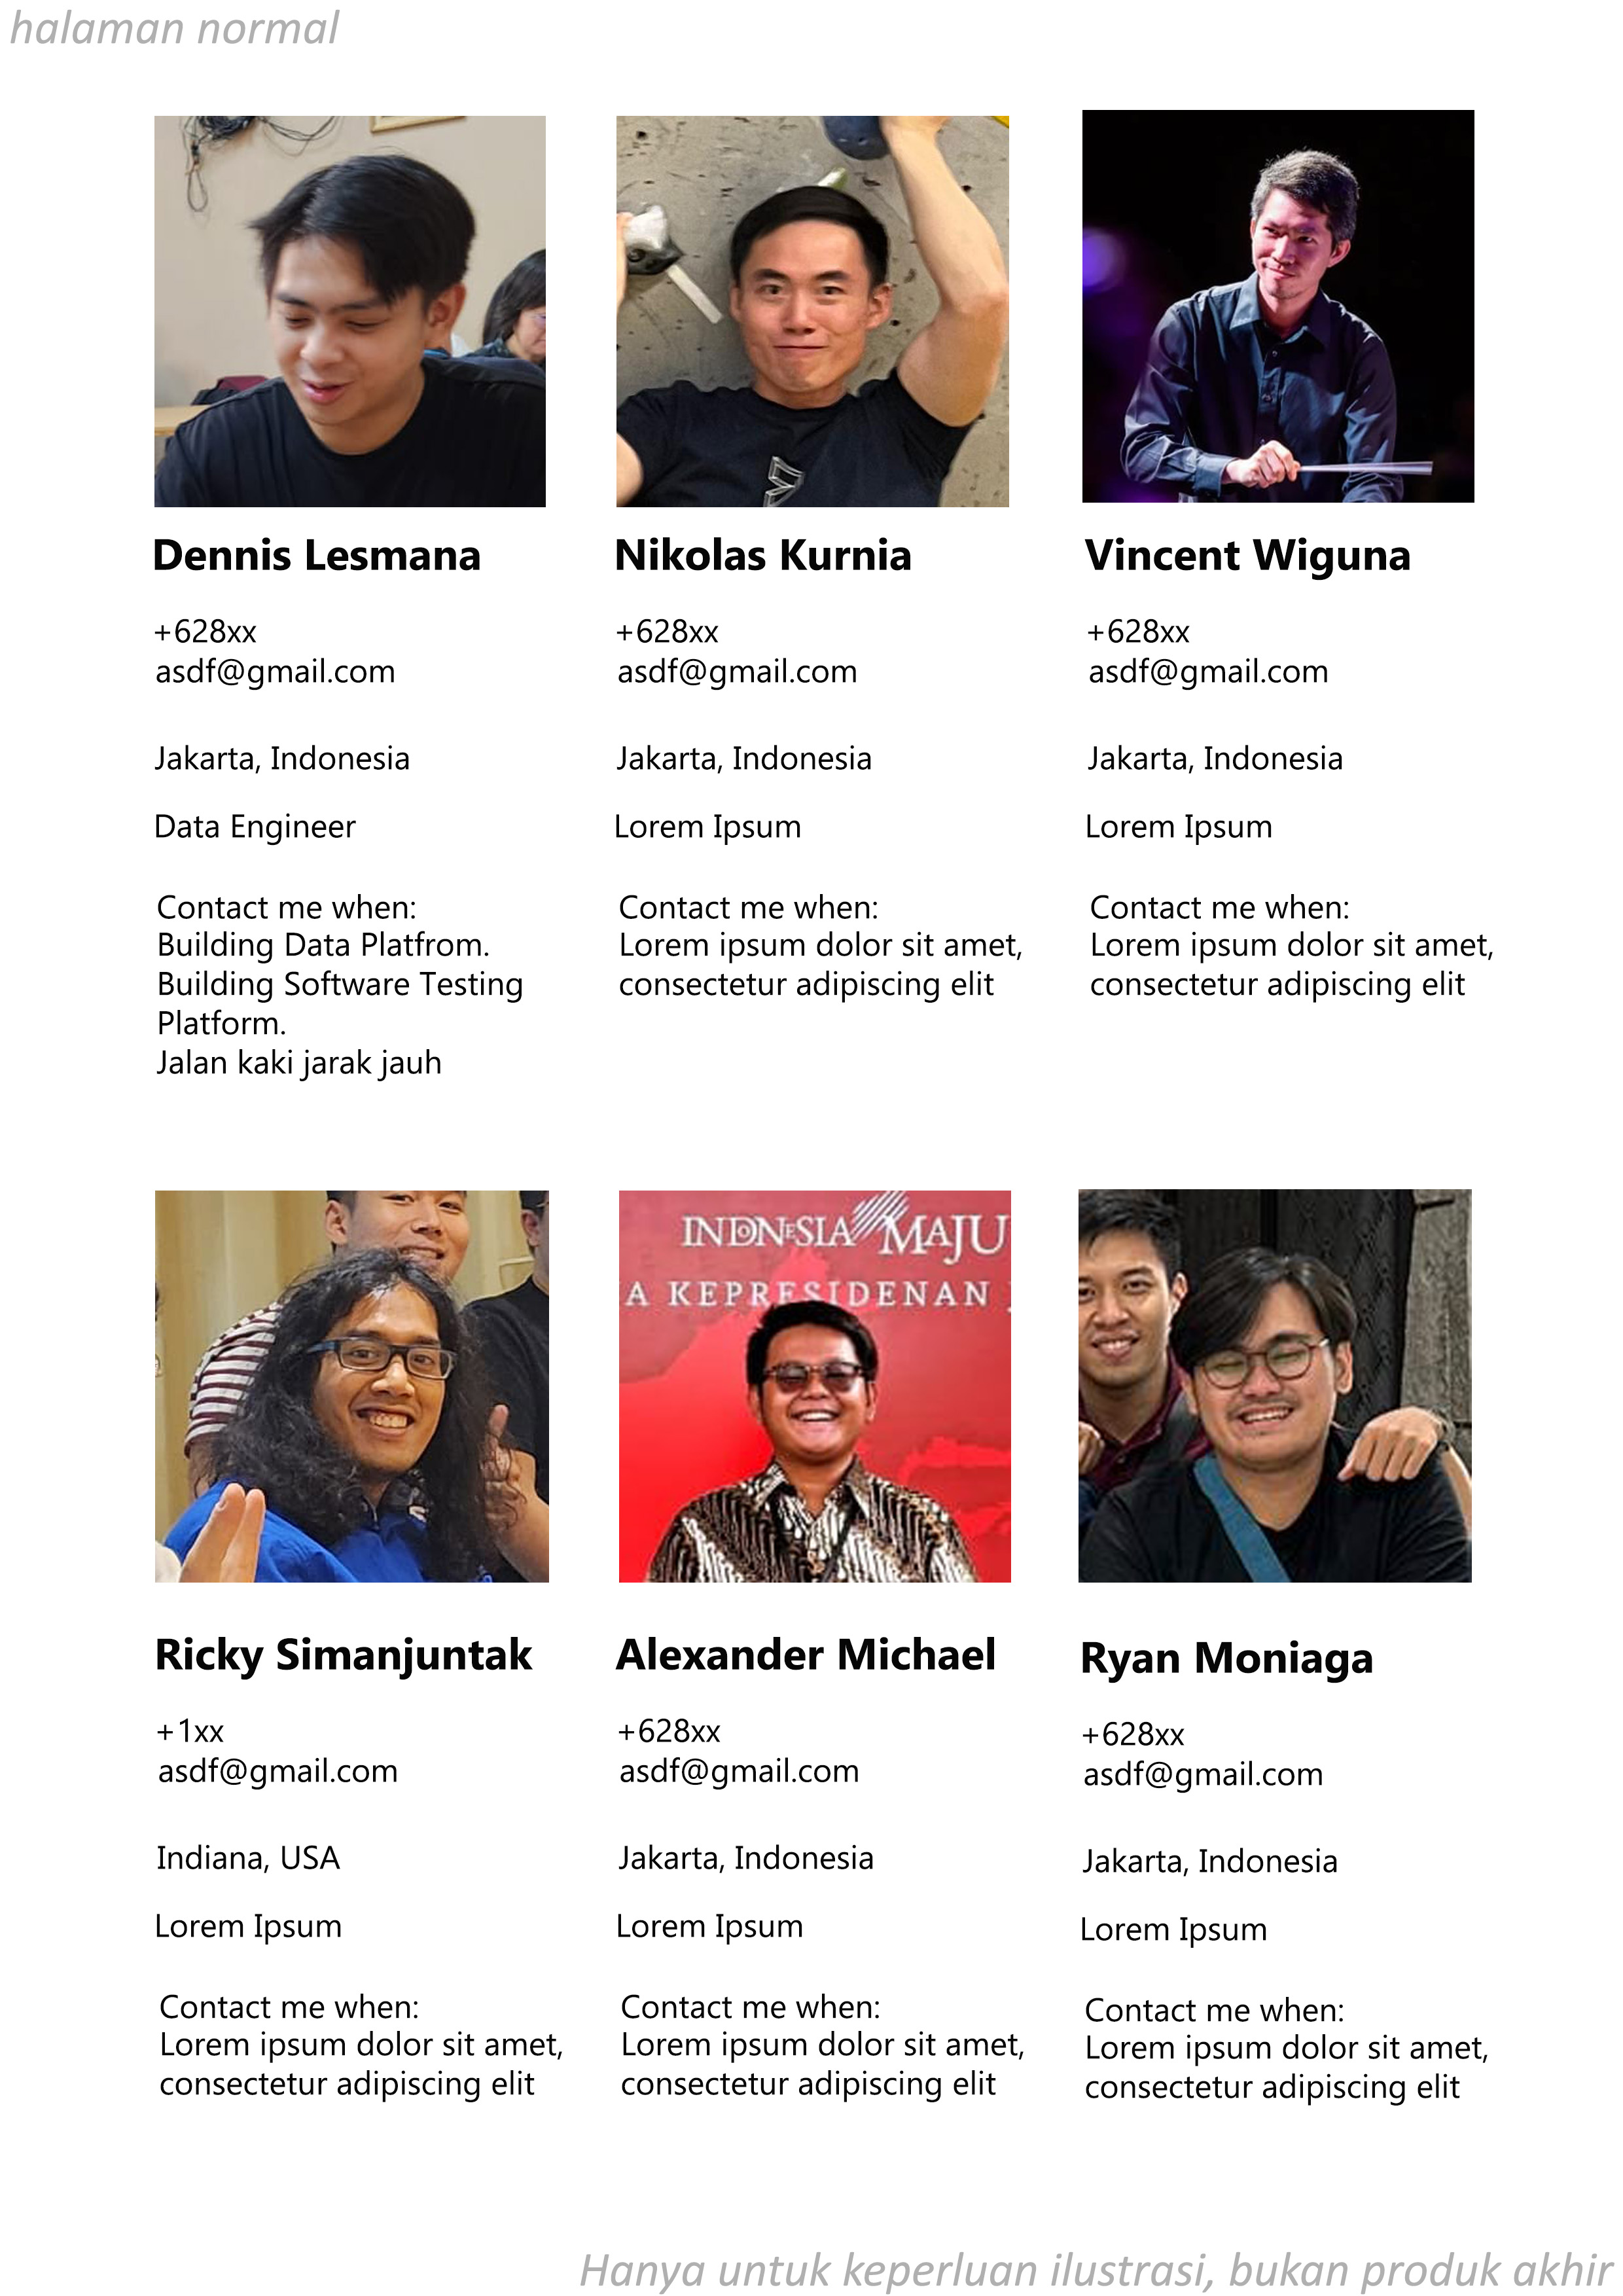 halaman normal
Dennis Lesmana
+628xx
asdf@gmail.com
Jakarta, Indonesia
Data Engineer
Contact me when:
Building Data Platfrom.
Building Software Testing
Platform.
Jalan kaki jarak jauh
Nikolas Kurnia
+628xx
asdf@gmail.com
Jakarta, Indonesia
Lorem Ipsum
Contact me when:
Lorem ipsum dolor sit amet,
consectetur adipiscing elit
Vincent Wiguna
+628xx
asdf@gmail.com
Jakarta, Indonesia
Lorem Ipsum
Contact me when:
Lorem ipsum dolor sit amet,
consectetur adipiscing elit
Ricky Simanjuntak
+1xx
asdf@gmail.com
Indiana, USA
Lorem Ipsum
Contact me when:
Lorem ipsum dolor sit amet,
consectetur adipiscing elit
INDONESIA MAJU
A KEPRESIDENAN
Alexander Michael
+628xx
asdf@gmail.com
Jakarta, Indonesia
Lorem Ipsum
Contact me when:
Lorem ipsum dolor sit amet,
consectetur adipiscing elit
Ryan Moniaga
+628xx
asdf@gmail.com
Jakarta, Indonesia
Lorem Ipsum
Contact me when:
Lorem ipsum dolor sit amet,
consectetur adipiscing elit
Hanya untuk keperluan ilustrasi, bukan produk akhir